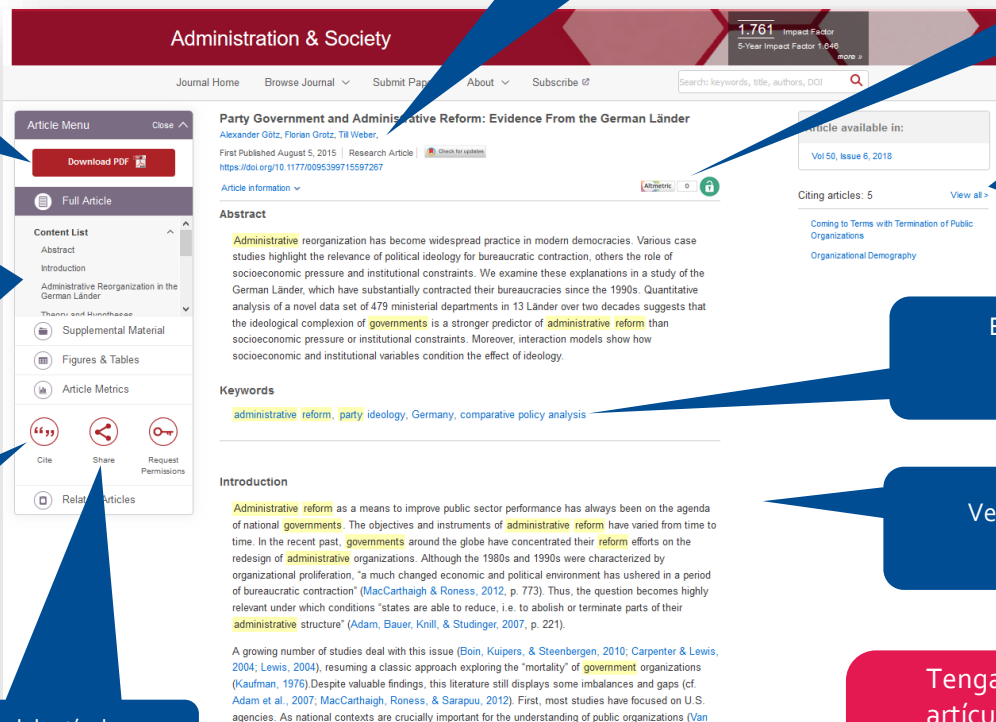 Administration & Society
1.761 Impact Factor
5-Year Impact Factor 1.646
more »
Journal Home Browse Journal Submit Paper About Subscribe
Search: keywords, title, authors, DOI
Article Menu Close
Download PDF
Full Article
Content List
Abstract
Introduction
Administrative Reorganization in the
German Länder
Theory and Hypotheses
Supplemental Material
Figures & Tables
Article Metrics
Cite Share Request
Permissions
Related Articles
Party Government and Administrative Reform: Evidence From the German Länder
Alexander Götz, Florian Grotz, Till Weber,
First Published August 5, 2015 Research Article Check for updates
https://doi.org/10.1177/0095399715597267
Article information
Altmetric 0
Abstract
Administrative reorganization has become widespread practice in modern democracies. Various case
studies highlight the relevance of political ideology for bureaucratic contraction, others the role of
socioeconomic pressure and institutional constraints. We examine these explanations in a study of the
German Länder, which have substantially contracted their bureaucracies since the 1990s. Quantitative
analysis of a novel data set of 479 ministerial departments in 13 Länder over two decades suggests that
the ideological complexion of governments is a stronger predictor of administrative reform than
socioeconomic pressure or institutional constraints. Moreover, interaction models show how
socioeconomic and institutional variables condition the effect of ideology.
Keywords
administrative reform, party ideology, Germany, comparative policy analysis
Introduction
Administrative reform as a means to improve public sector performance has always been on the agenda
of national governments. The objectives and instruments of administrative reform have varied from time to
time. In the recent past, governments around the globe have concentrated their reform efforts on the
redesign of administrative organizations. Although the 1980s and 1990s were characterized by
organizational proliferation, "a much changed economic and political environment has ushered in a period
of bureaucratic contraction" (MacCarthaigh & Roness, 2012, p. 773). Thus, the question becomes highly
relevant under which conditions "states are able to reduce, i.e. to abolish or terminate parts of their
administrative structure" (Adam, Bauer, Knill, & Studinger, 2007, p. 221).
A growing number of studies deal with this issue (Boin, Kuipers, & Steenbergen, 2010; Carpenter & Lewis,
2004; Lewis, 2004), resuming a classic approach exploring the "mortality" of government organizations
(Kaufman, 1976).Despite valuable findings, this literature still displays some imbalances and gaps (cf.
Adam et al., 2007; MacCarthaigh, Roness, & Sarapuu, 2012). First, most studies have focused on U.S.
agencies. As national contexts are crucially important for the understanding of public organizations (Van
Article available in:
Vol 50, Issue 6, 2018
Citing articles: 5 View all >
Coming to Terms with Termination of Public
Organizations
Organizational Demography
E
Ve
Tenga
artícu